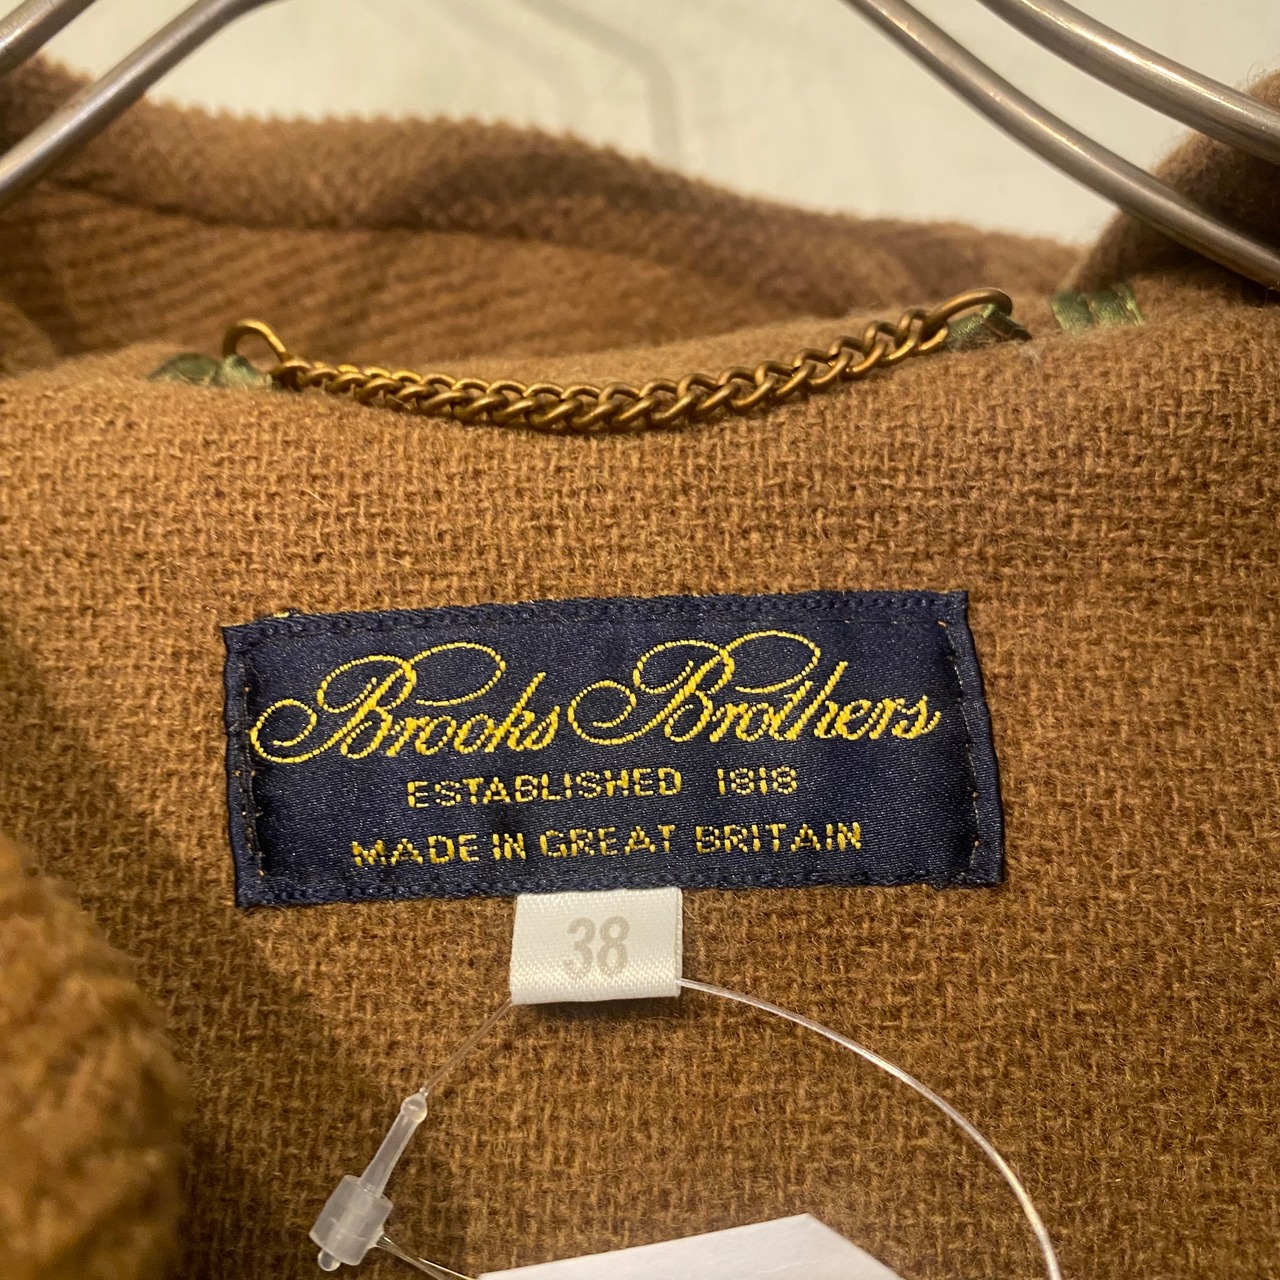 Brooks Brothers
ESTABLISHED 1818
MADE IN GREAT BRITAIN
38